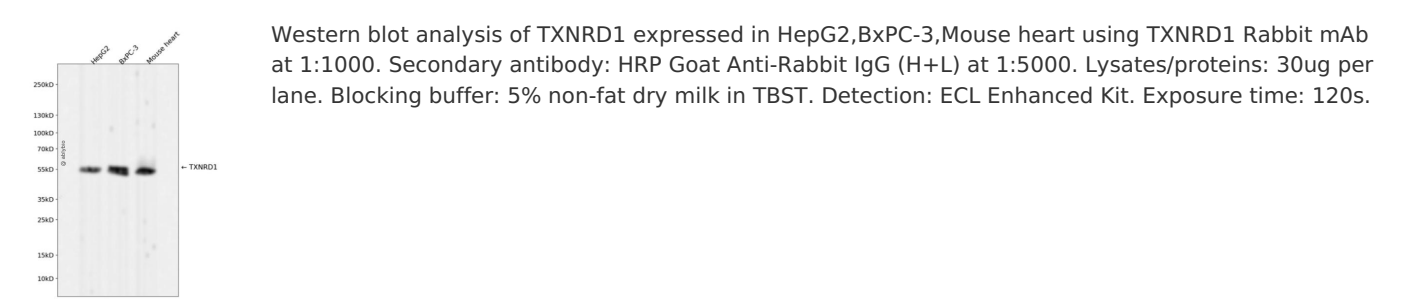 HepG2
BxPC-3
Mouse heart
250kD
130kD
100kD
70kD
55kD
35kD
25kD
15kD
10kD
← TXNRD1
Western blot analysis of TXNRD1 expressed in HepG2,BxPC-3,Mouse heart using TXNRD1 Rabbit mAb
at 1:1000. Secondary antibody: HRP Goat Anti-Rabbit IgG (H+L) at 1:5000. Lysates/proteins: 30ug per
lane. Blocking buffer: 5% non-fat dry milk in TBST. Detection: ECL Enhanced Kit. Exposure time: 120s.